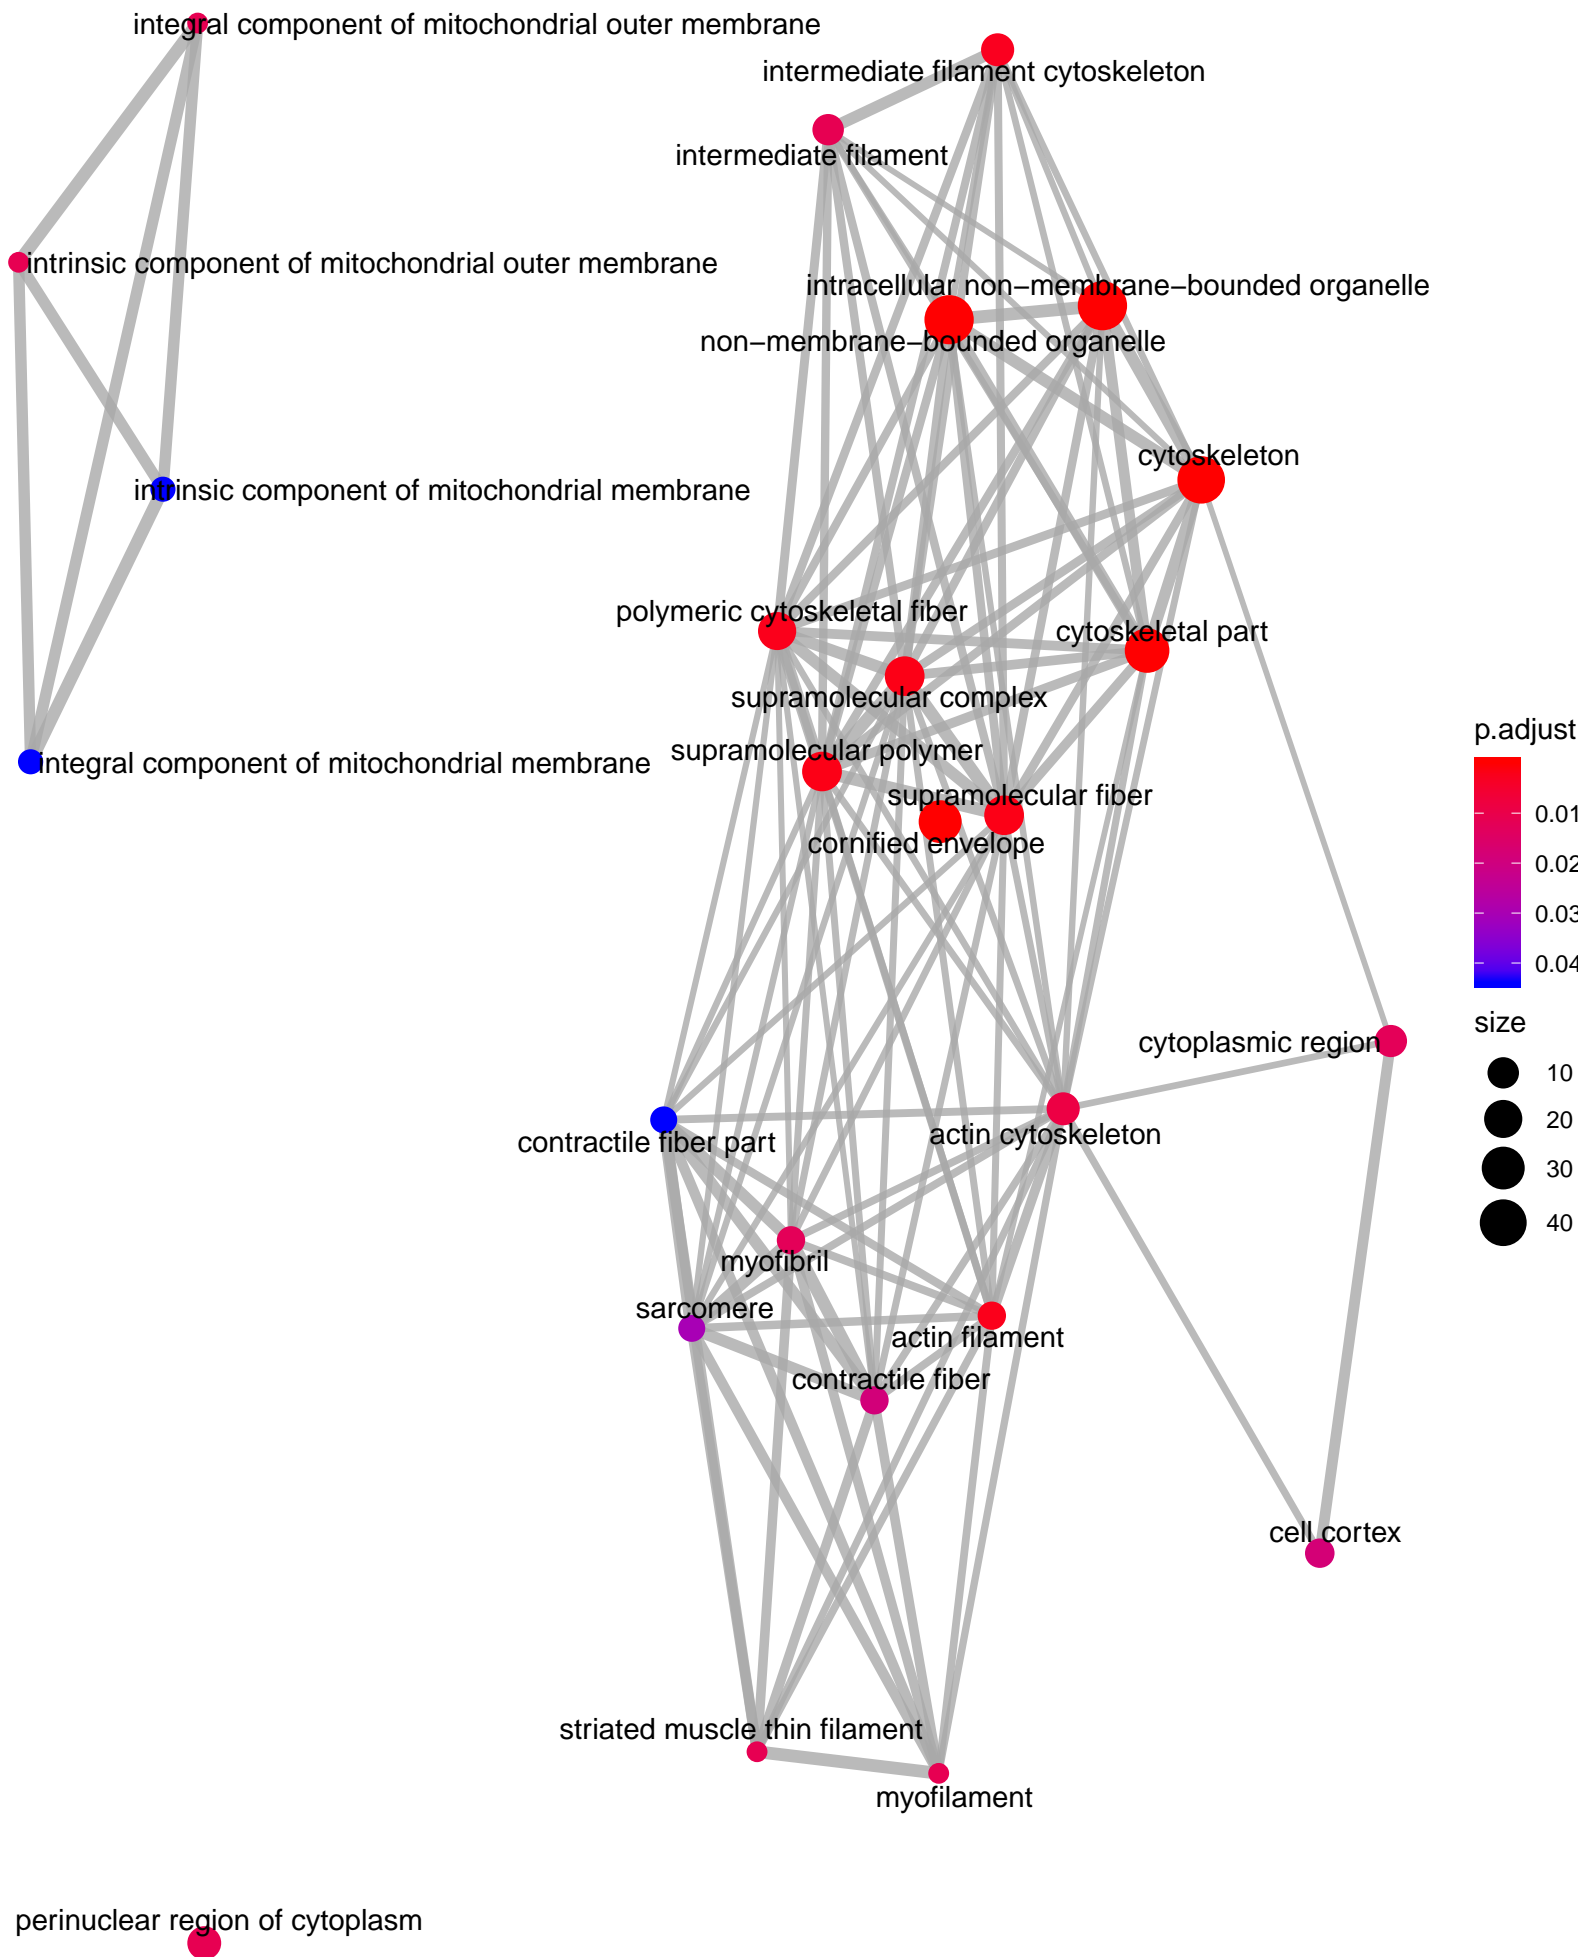 integral component of mitochondrial outer membrane
intermediate filament cytoskeleton
intermediate filament
intrinsic component of mitochondrial outer membrane
intracellular non−membrane−bounded organelle
non−membrane−bounded organelle
cytoskeleton
intrinsic component of mitochondrial membrane
polymeric cytoskeletal fiber
cytoskeletal part
supramolecular complex
supramolecular polymer
integral component of mitochondrial membrane
supramolecular fiber
cornified envelope
p.adjust
0.01
0.02
0.03
0.04
size
10
20
30
40
cytoplasmic region
actin cytoskeleton
contractile fiber part
myofibril
sarcomere
actin filament
contractile fiber
cell cortex
striated muscle thin filament
myofilament
perinuclear region of cytoplasm